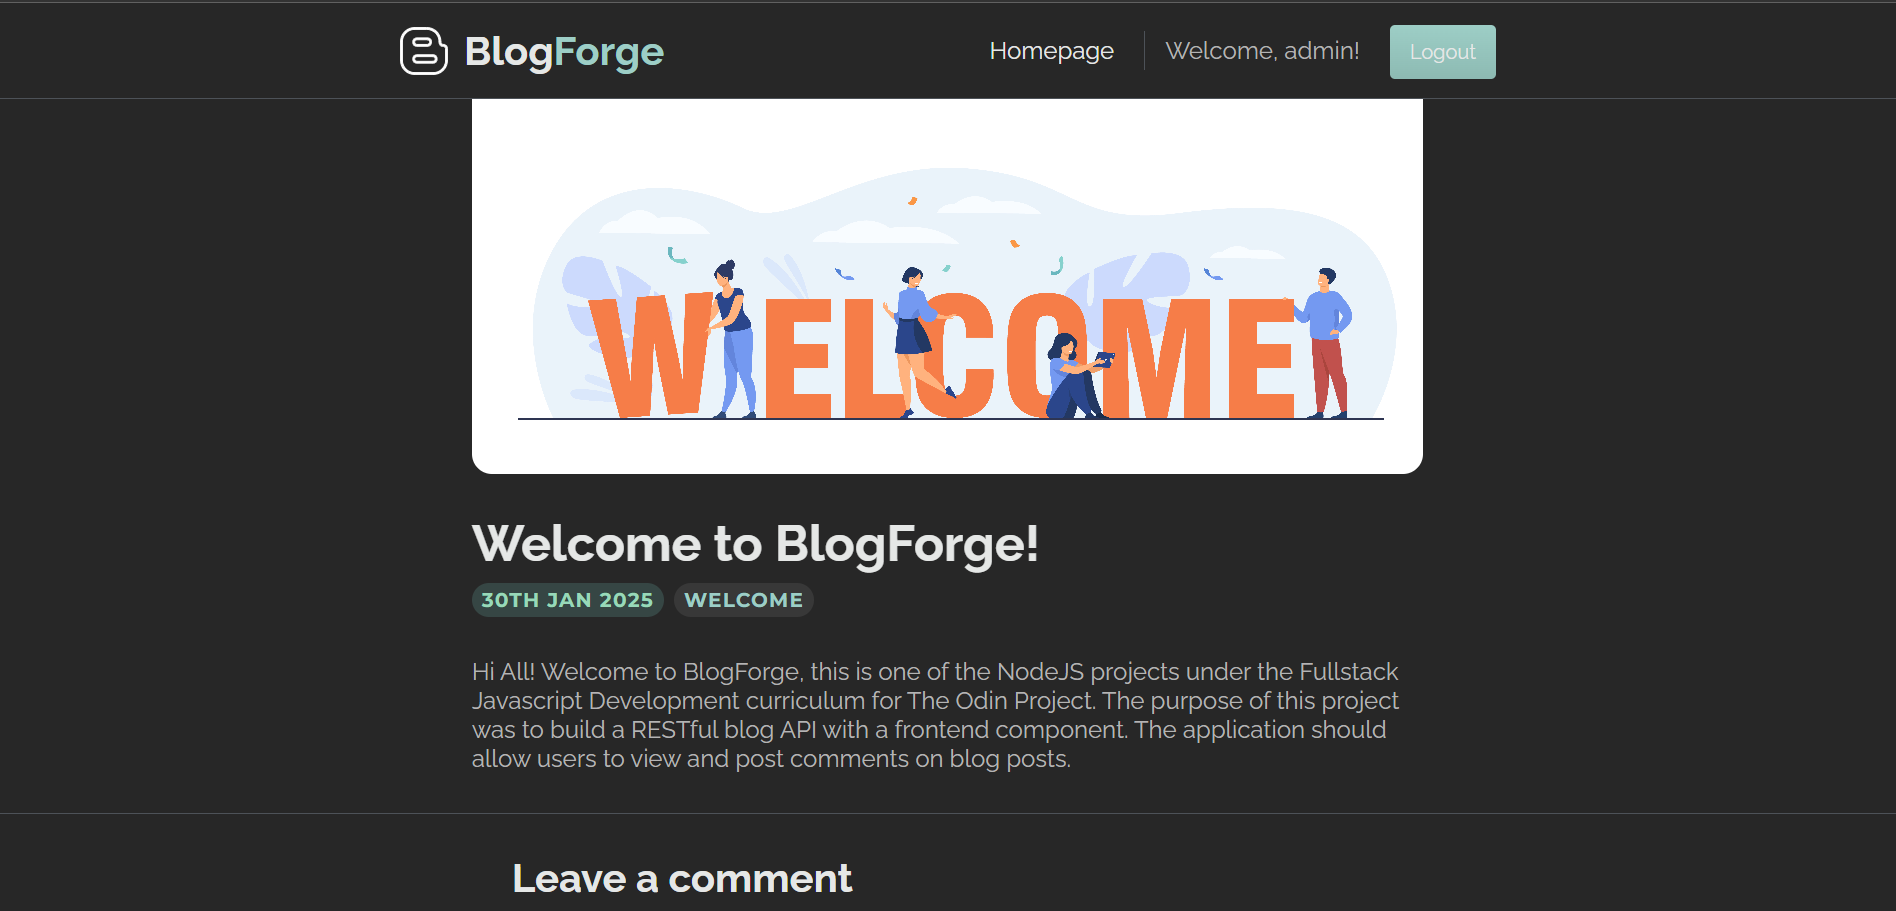 BlogForge
Homepage
Welcome, admin!
Logout
WELCOME
Welcome to BlogForge!
30TH JAN 2025
WELCOME
Hi All! Welcome to BlogForge, this is one of the NodeJS projects under the Fullstack
Javascript Development curriculum for The Odin Project. The purpose of this project
was to build a RESTful blog API with a frontend component. The application should
allow users to view and post comments on blog posts.
Leave a comment